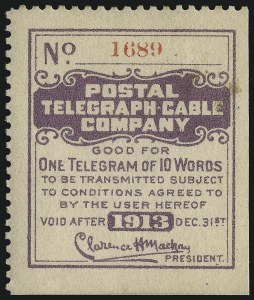 No 1689
POSTAL
TELEGRAPH-CABLE
COMPANY
GOOD FOR
ONE TELEGRAM OF 10 WORDS
TO BE TRANSMITTED SUBJECT
TO CONDITIONS AGREED TO
BY THE USER HEREOF
VOID AFTER 1913 DEC. 31ST
Clarence H Mackay
PRESIDENT.